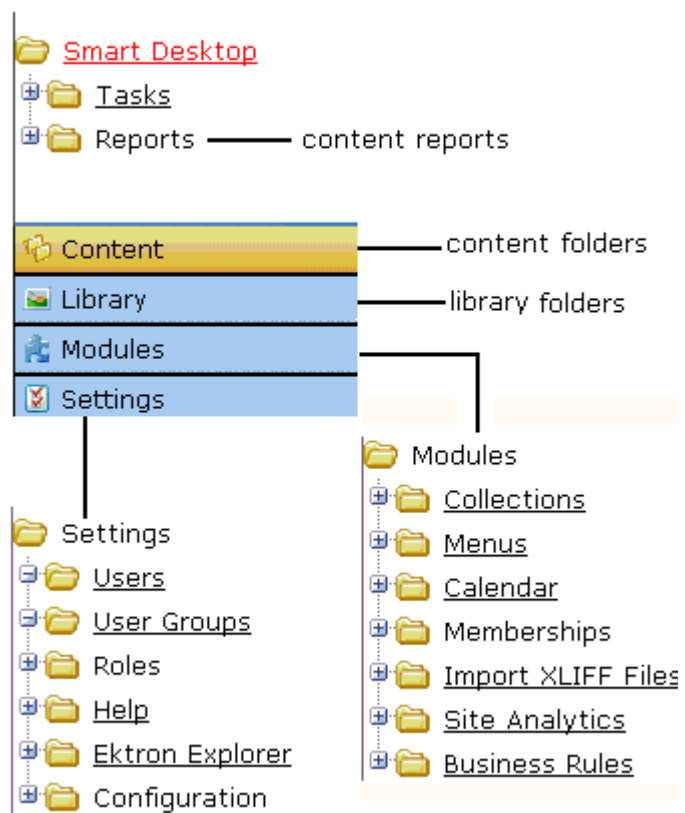 Smart Desktop
Tasks
Reports
content reports
Content
content folders
Library
library folders
Modules
Settings
Modules
Collections
Menus
Calendar
Memberships
Import XLIFF Files
Site Analytics
Business Rules
Settings
Users
User Groups
Roles
Help
Ektron Explorer
Configuration